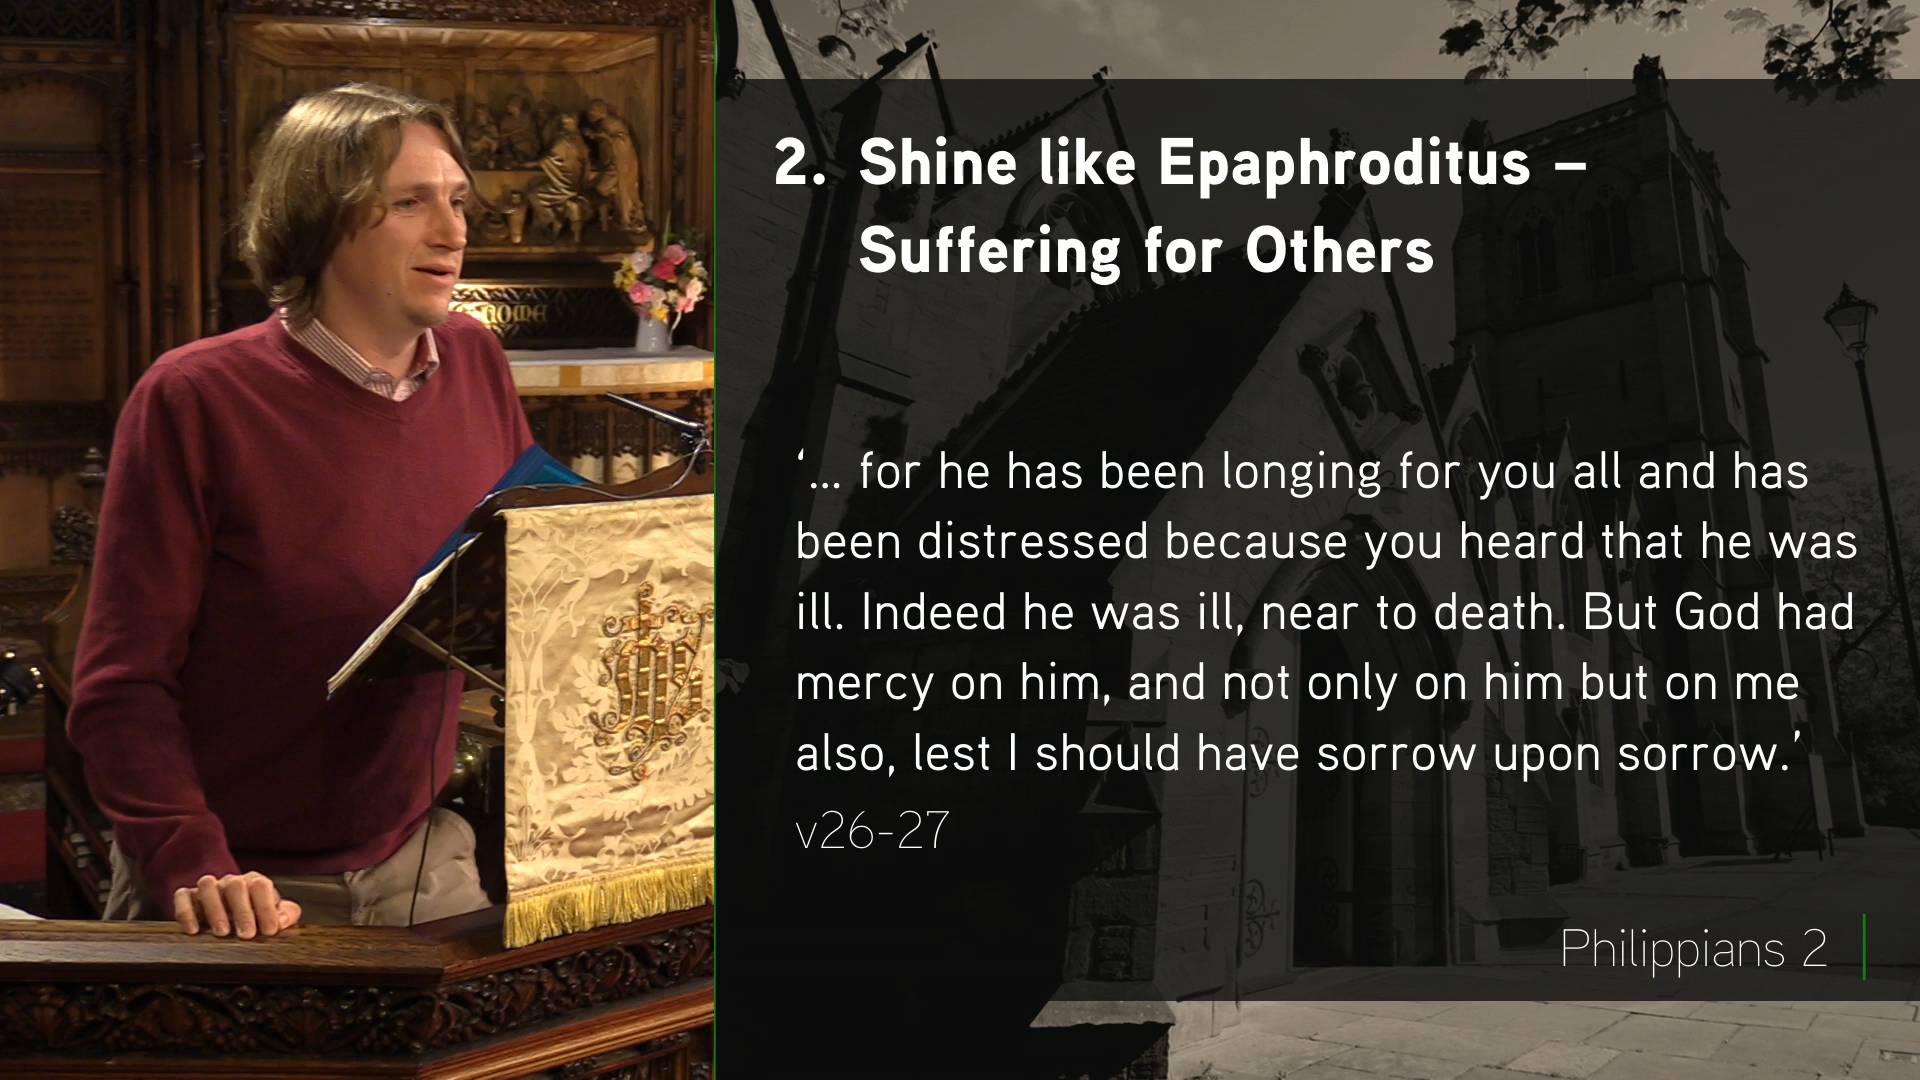 2. Shine like Epaphroditus –
Suffering for Others
‘... for he has been longing for you all and has
been distressed because you heard that he was
ill. Indeed he was ill, near to death. But God had
mercy on him, and not only on him but on me
also, lest I should have sorrow upon sorrow.’
v26-27
Philippians 2